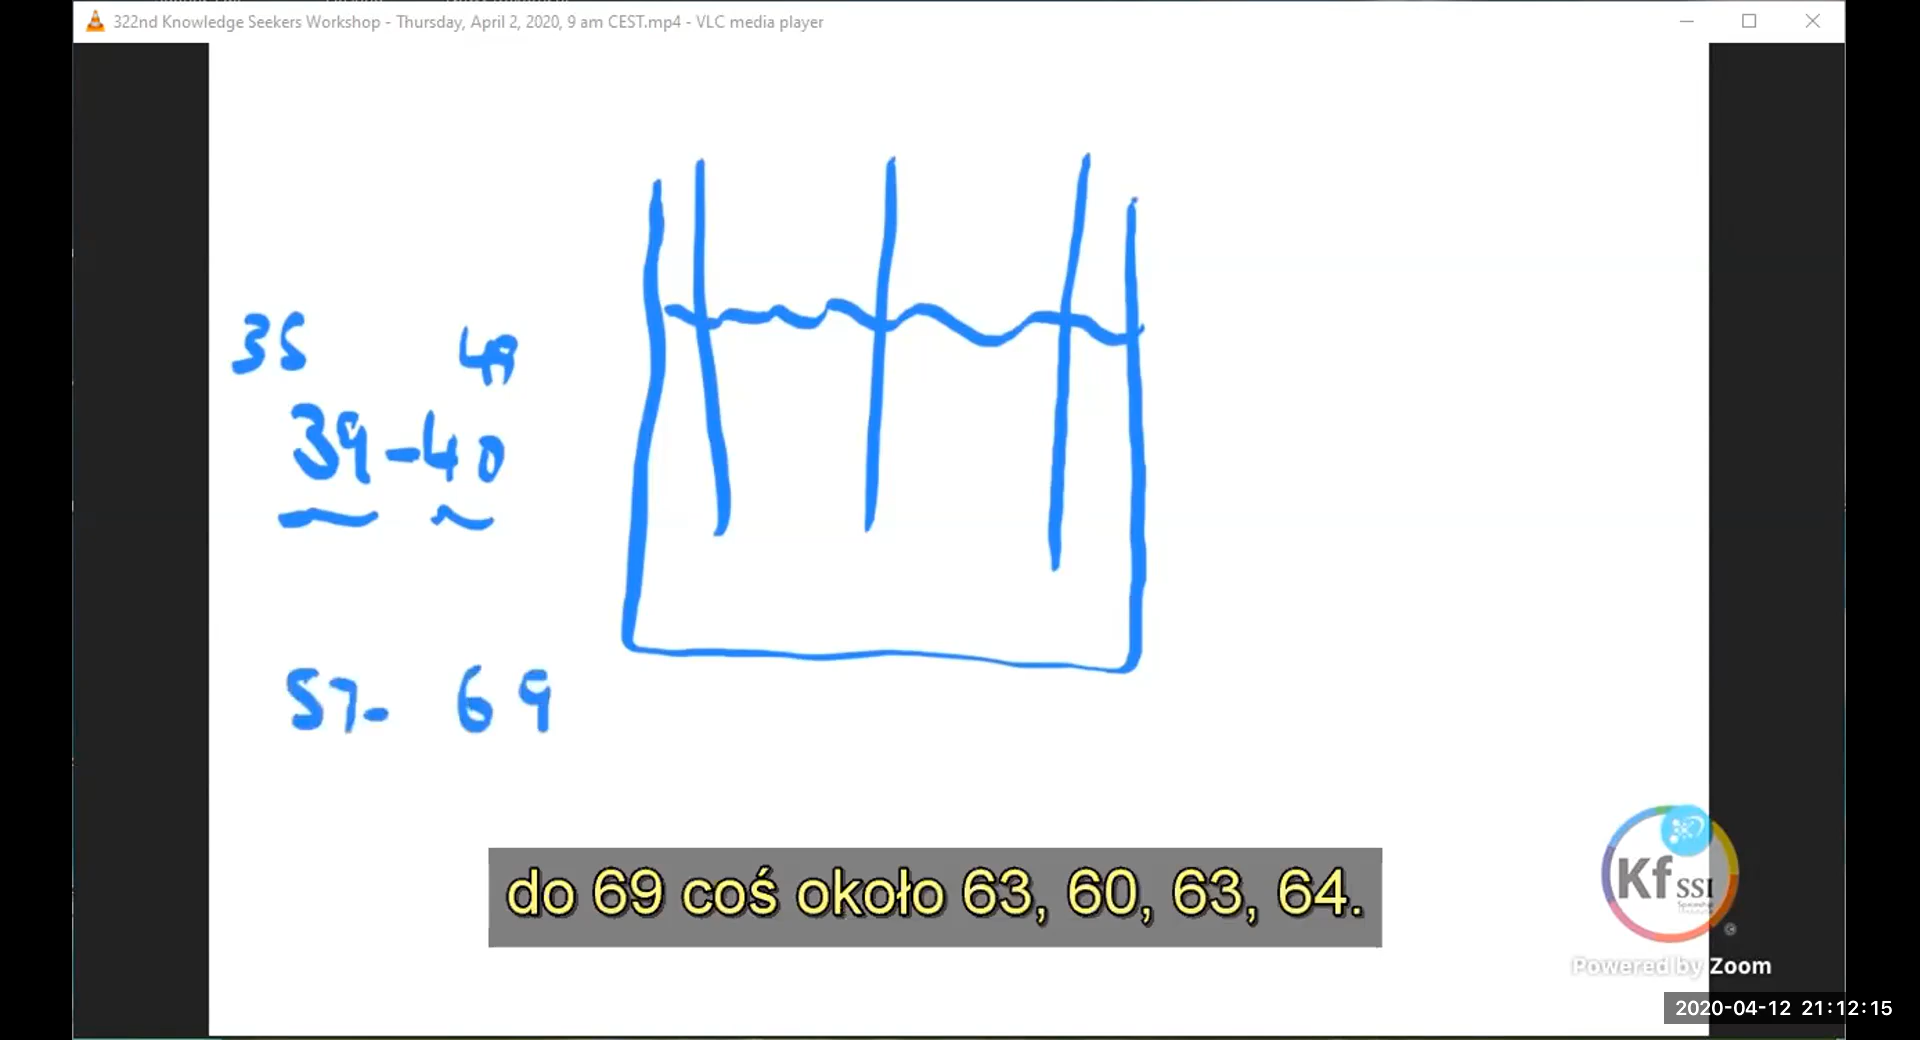 322nd Knowledge Seekers Workshop - Thursday, April 2, 2020, 9 am CEST.mp4 - VLC media player
35
39-40
57- 69
do 69 coś około 63, 60, 63, 64.
Kf SSI
Powered by Zoom
2020-04-12 21:12:15